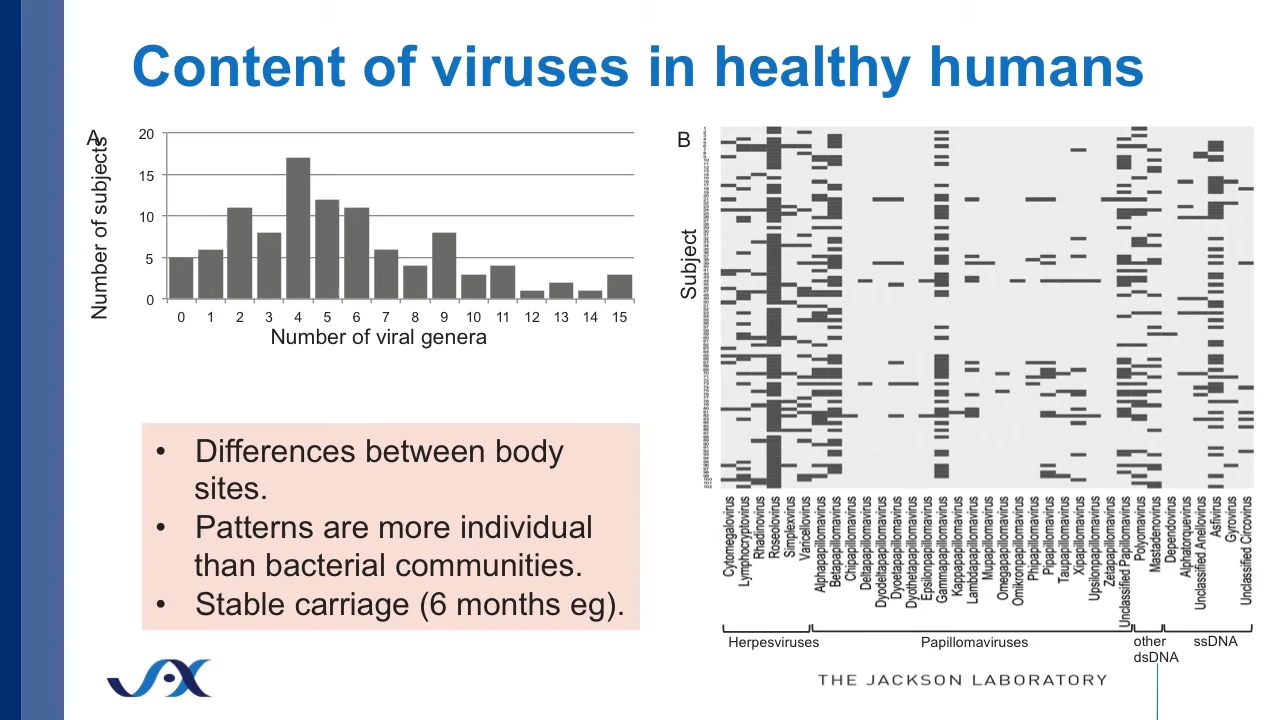 Content of viruses in healthy humans
A
Number of subjects
20
15
10
5
0
0 1 2 3 4 5 6 7 8 9 10 11 12 13 14 15
Number of viral genera
• Differences between body
sites.
• Patterns are more individual
than bacterial communities.
• Stable carriage (6 months eg).
B
Subject
Cytomegalovirus
Lymphocryptovirus
Rhadinovirus
Roseolovirus
Simplexvirus
Varicellovirus
Alphapapillomavirus
Betapapillomavirus
Chipapillomavirus
Deltapapillomavirus
Dyodeltapapillomavirus
Dyoetapapillomavirus
Dyothetapapillomavirus
Epsilonpapillomavirus
Gammapapillomavirus
Kappapapillomavirus
Lambdapapillomavirus
Mupapillomavirus
Omegapapillomavirus
Omikronpapillomavirus
Phipapillomavirus
Pipapillomavirus
Taupapillomavirus
Xipapillomavirus
Upsilonpapillomavirus
Zetapapillomavirus
Unclassified Papillomavirus
Polyomavirus
Mastadenovirus
Dependovirus
Alphatorquevirus
Unclassified Anellovirus
Asfivirus
Gyrovirus
Unclassified Circovirus
Herpesviruses
Papillomaviruses
other
dsDNA
ssDNA
JAX
THE JACKSON LABORATORY